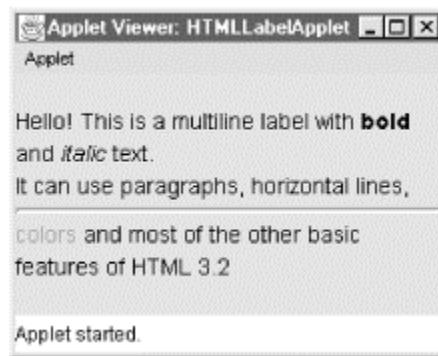 Applet Viewer: HTMLLabelApplet
Applet
Hello! This is a multiline label with bold
and italic text.
It can use paragraphs, horizontal lines,
colors and most of the other basic
features of HTML 3.2
Applet started.